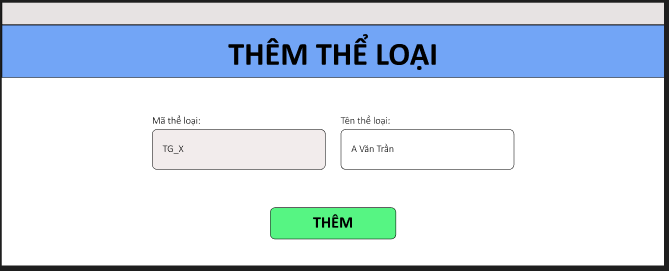 THÊM THỂ LOẠI
Mã thể loại:
Tên thể loại:
TG_X
A Văn Trần
THÊM